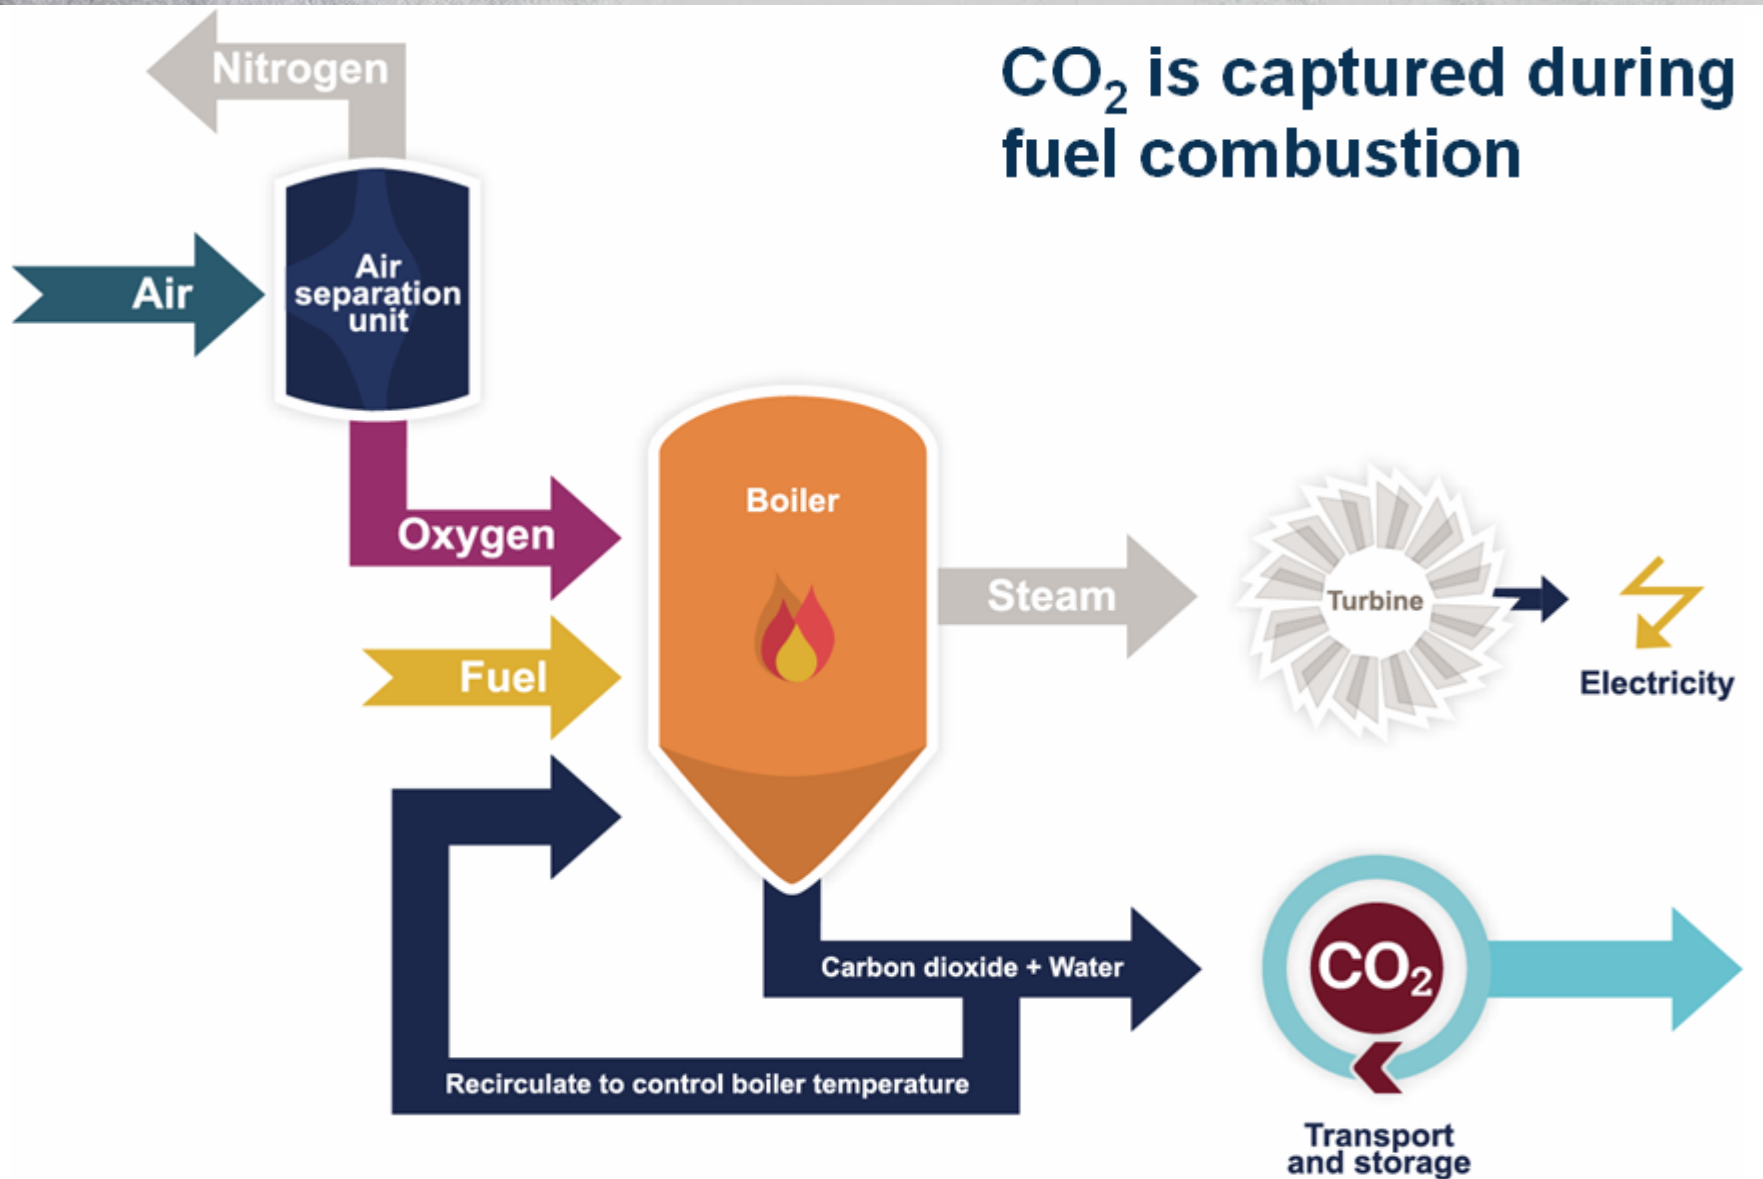 CO₂ is captured during
fuel combustion
Nitrogen
Air
Air
separation
unit
Oxygen
Boiler
Fuel
Steam
Turbine
Electricity
Carbon dioxide + Water
Recirculate to control boiler temperature
CO₂
Transport
and storage